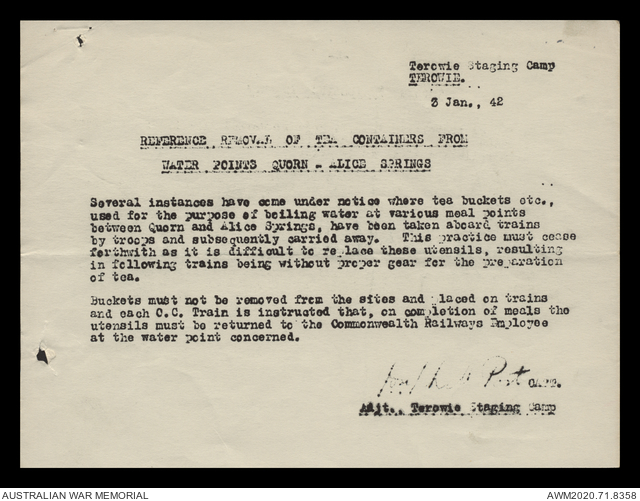 Terowie Staging Camp
TEROWIE.
3 Jan., 42
REFERENCE REMOVAL OF TEA CONTAINERS FROM
WATER POINTS QUORN - ALICE SPRINGS
Several instances have come under notice where tea buckets etc.,
used for the purpose of boiling water at various meal points
between Quorn and Alice Springs, have been taken aboard trains
by troops and subsequently carried away. This practice must cease
forthwith as it is difficult to replace these utensils, resulting
in following trains being without proper gear for the preparation
of tea.
Buckets must not be removed from the sites and placed on trains
and each O.C. Train is instructed that, on completion of meals the
utensils must be returned to the Commonwealth Railways Employee
at the water point concerned.
CAPT.
Adjt., Terowie Staging Camp
AUSTRALIAN WAR MEMORIAL
AWM2020.71.8358